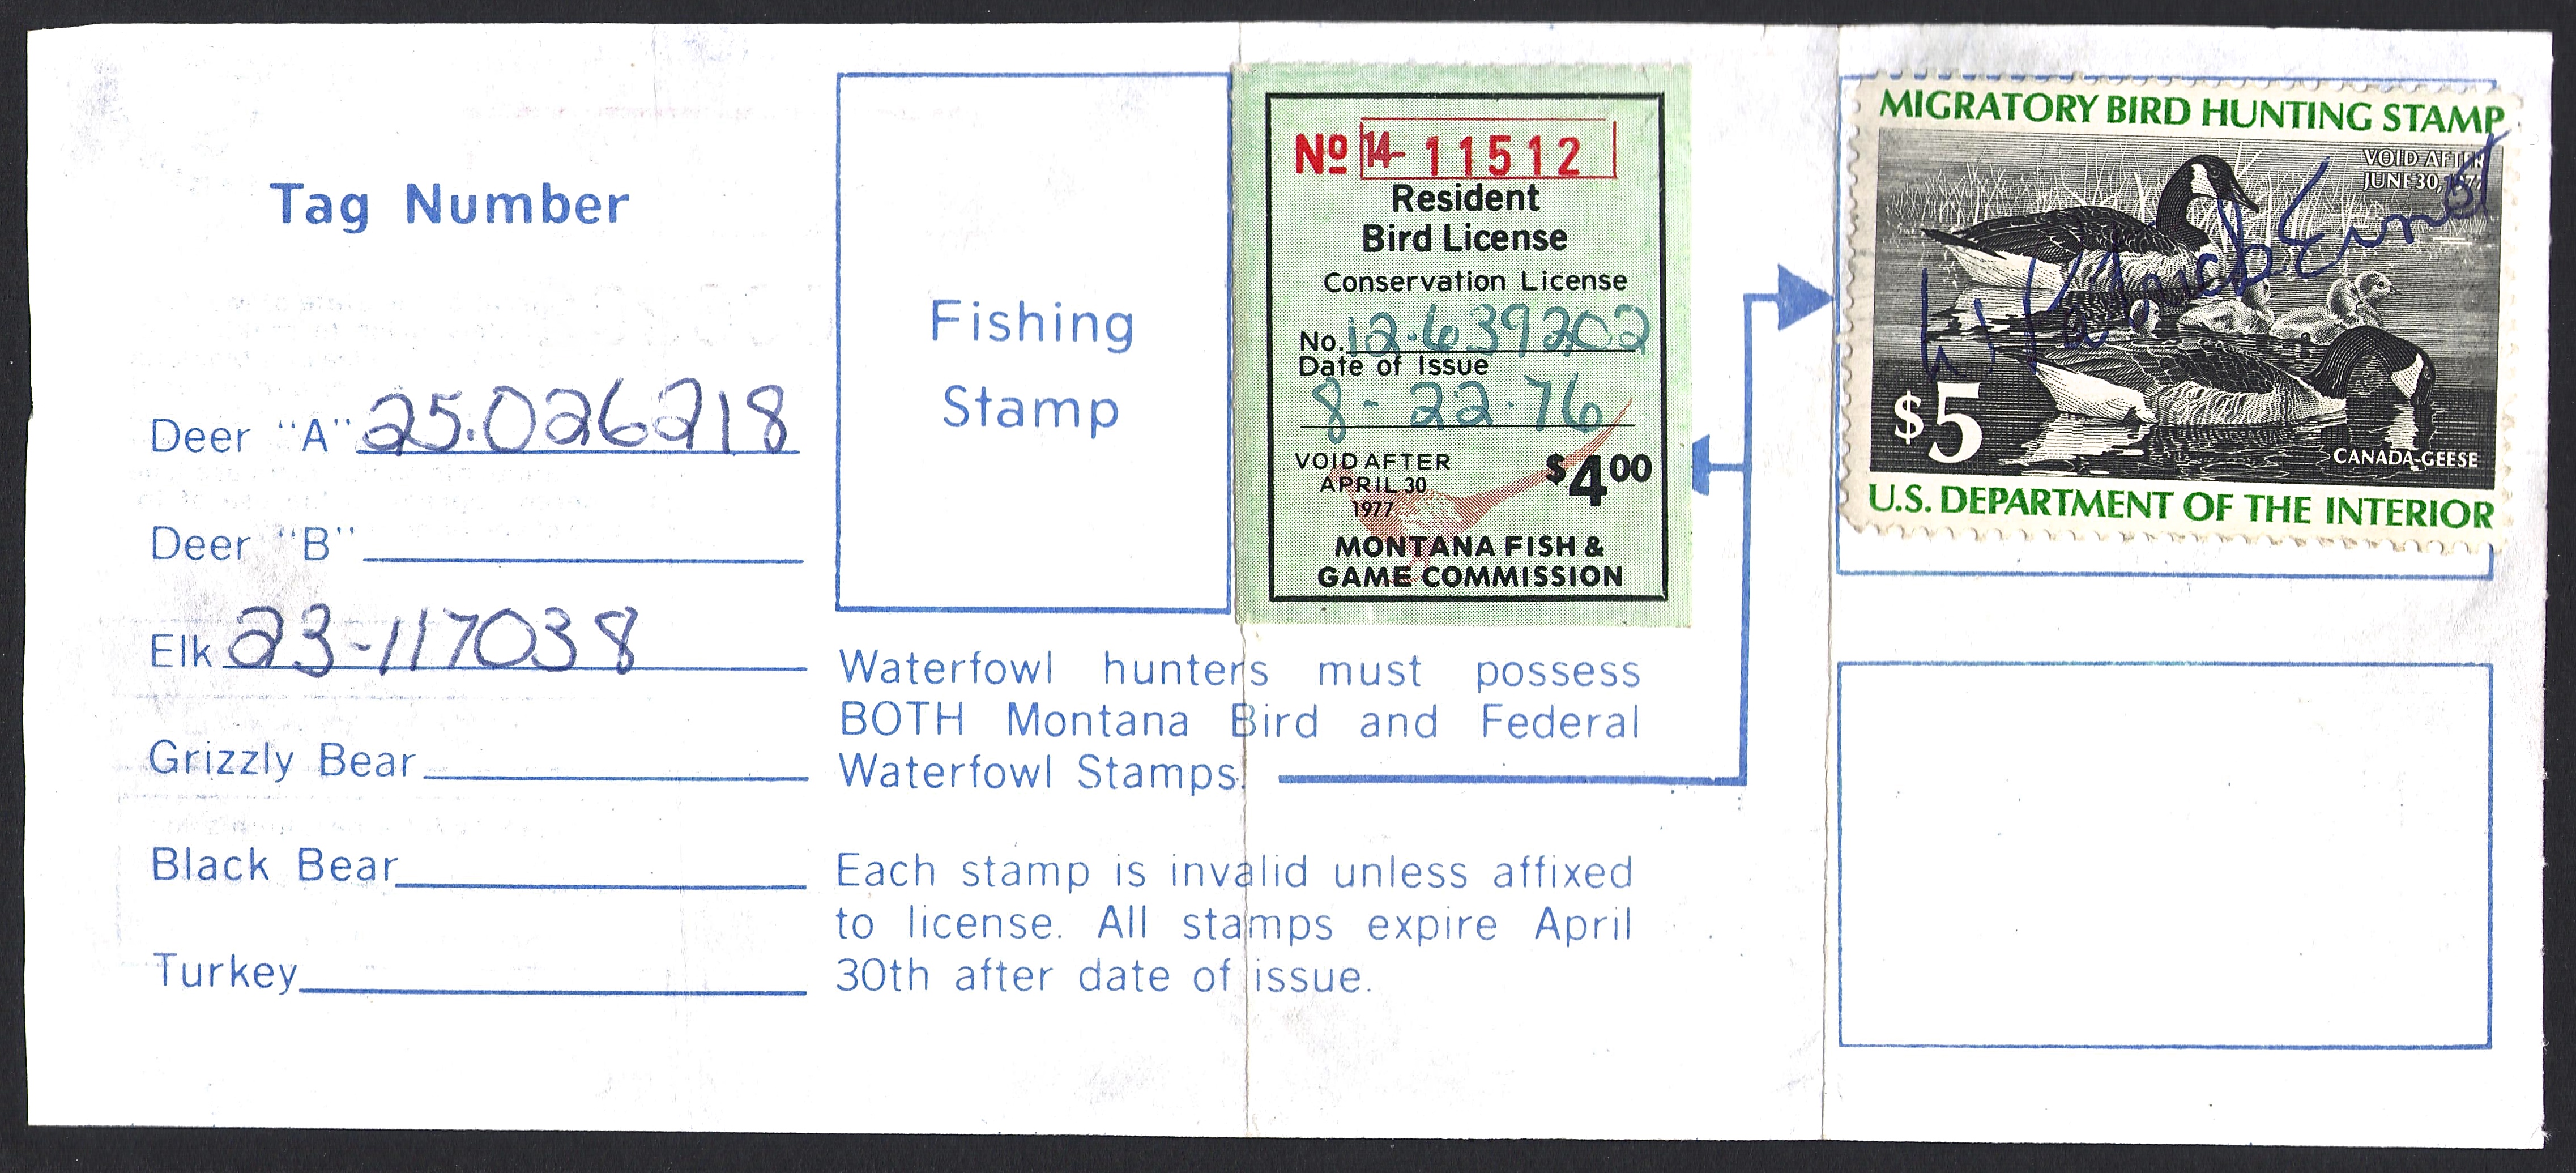 Tag Number
Deer "A" 25.026218
Deer "B"
Elk 23-117038
Grizzly Bear
Black Bear
Turkey
Fishing
Stamp
Nº 14-11512
Resident
Bird License
Conservation License
No. 12-639202
Date of Issue
8-22-76
VOID AFTER
APRIL 30
1977
$4.00
MONTANA FISH &
GAME COMMISSION
Waterfowl hunters must possess
BOTH Montana Bird and Federal
Waterfowl Stamps.
Each stamp is invalid unless affixed
to license. All stamps expire April
30th after date of issue.
MIGRATORY BIRD HUNTING STAMP
VOID AFTER
JUNE 30, 1977
$5
CANADA-GEESE
U.S. DEPARTMENT OF THE INTERIOR